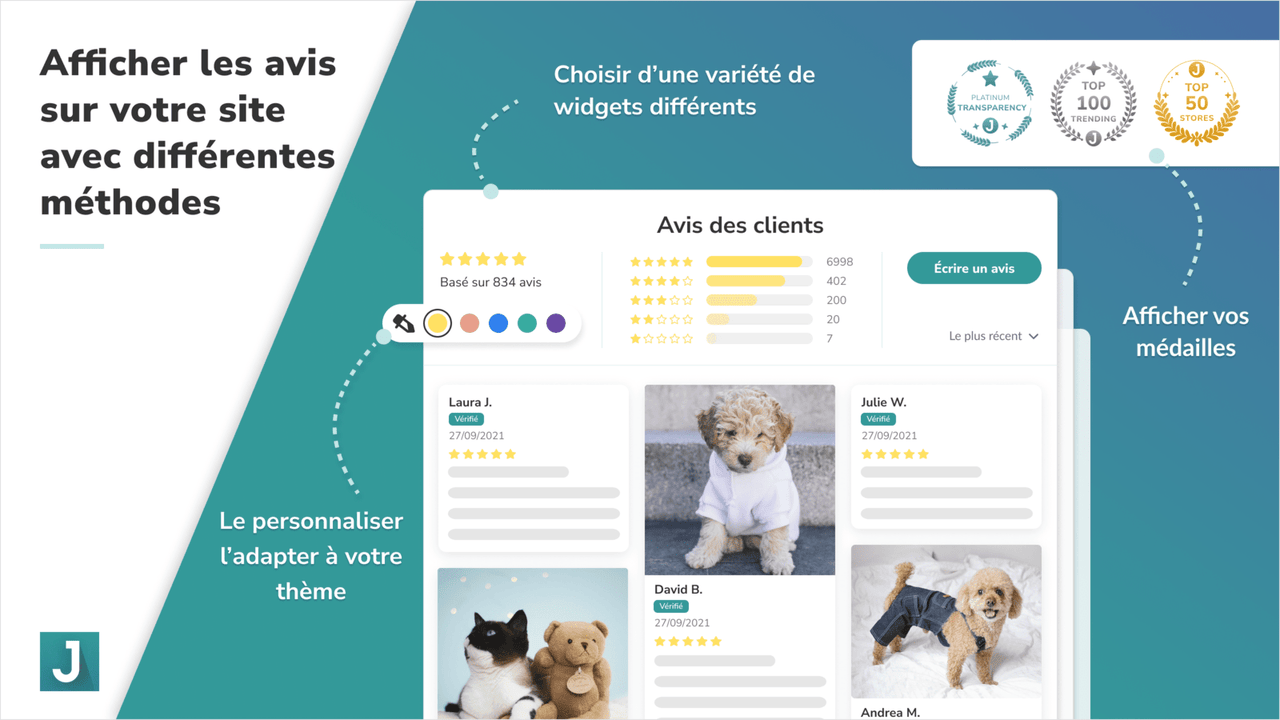 Afficher les avis
sur votre site
avec différentes
méthodes
Choisir d’une variété de
widgets différents
PLATINUM
TRANSPARENCY
J
TOP
100
TRENDING
J
J
TOP
50
STORES
Afficher vos
médailles
Avis des clients
Basé sur 834 avis
6998
402
200
20
7
Écrire un avis
Le plus récent
Le personnaliser
l’adapter à votre
thème
Laura J.
Vérifié
27/09/2021
David B.
Vérifié
27/09/2021
Julie W.
Vérifié
27/09/2021
Andrea M.
J